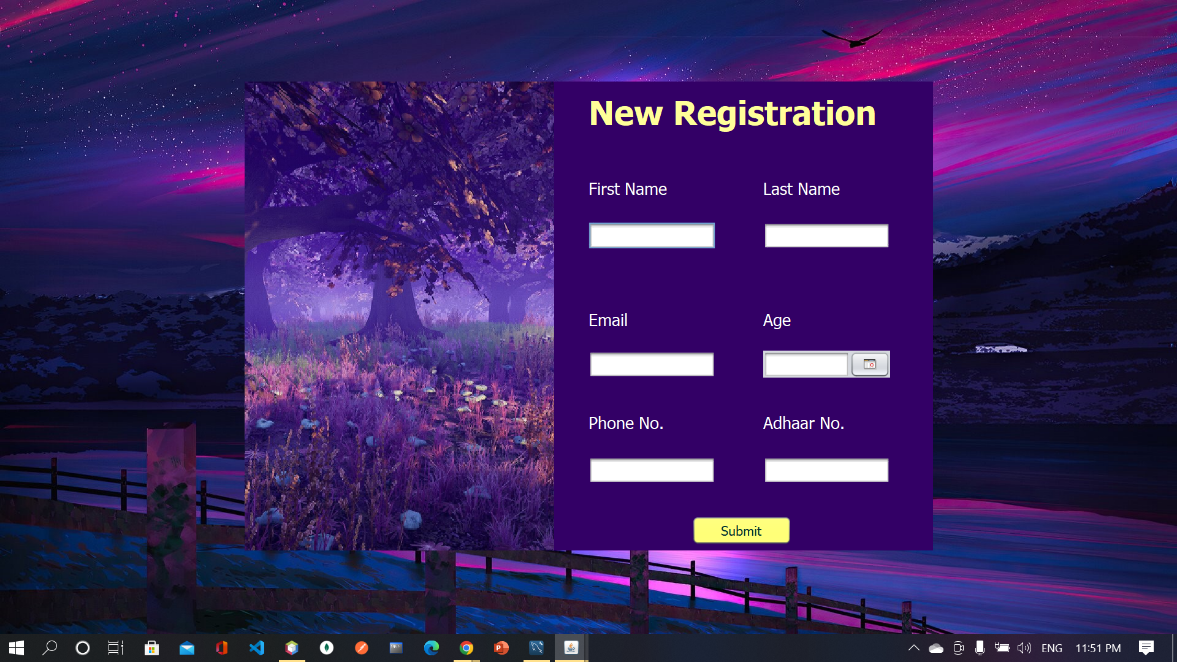 New Registration
First Name Last Name
Email Age
Phone No. Adhaar No.
Submit
ENG 11:51 PM